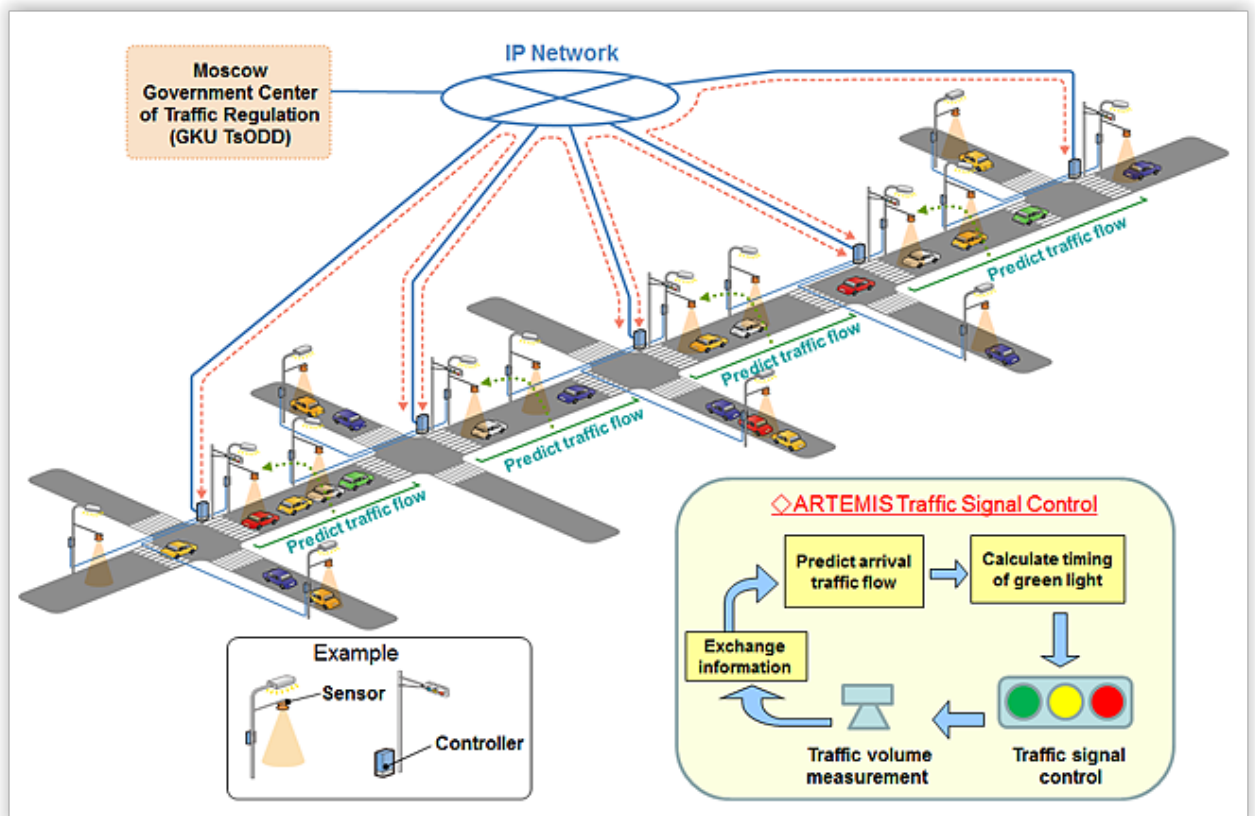 IP Network
Moscow
Government Center
of Traffic Regulation
(GKU TsODD)
Predict traffic flow
Predict traffic flow
Predict traffic flow
Predict traffic flow
◇ARTEMIS Traffic Signal Control
Predict arrival
traffic flow
Calculate timing
of green light
Exchange
information
Traffic volume
measurement
Traffic signal
control
Example
Sensor
Controller